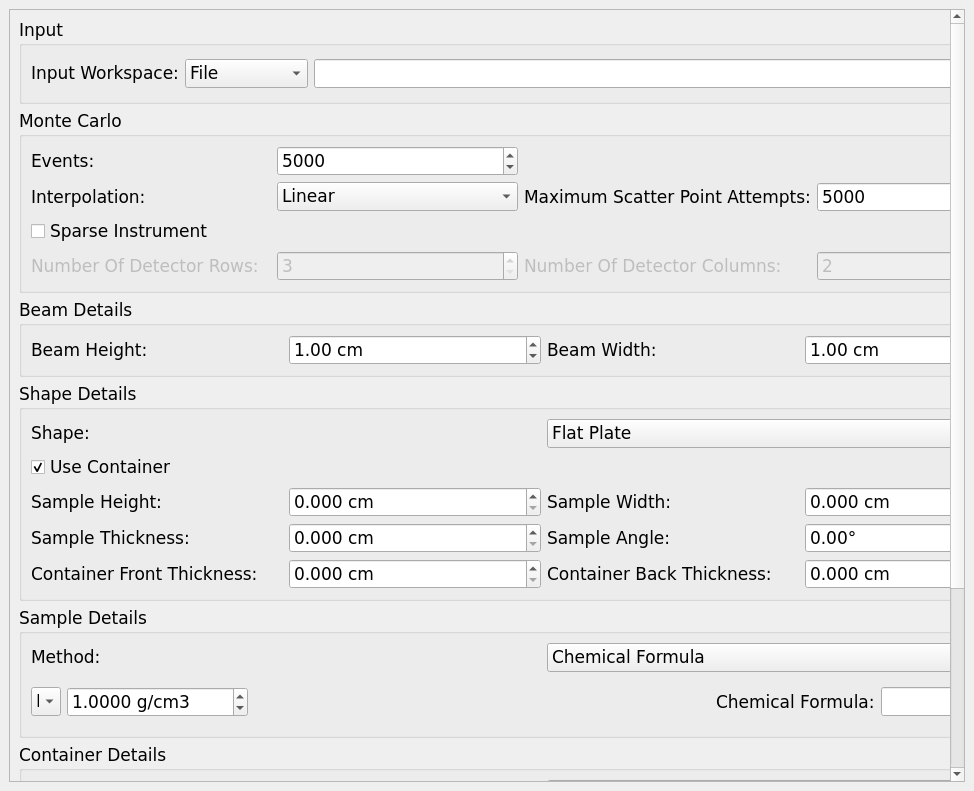 Input
Input Workspace: File
Monte Carlo
Events: 5000
Interpolation: Linear Maximum Scatter Point Attempts: 5000
Sparse Instrument
Number Of Detector Rows: 3 Number Of Detector Columns: 2
Beam Details
Beam Height: 1.00 cm Beam Width: 1.00 cm
Shape Details
Shape: Flat Plate
Use Container
Sample Height: 0.000 cm Sample Width: 0.000 cm
Sample Thickness: 0.000 cm Sample Angle: 0.00°
Container Front Thickness: 0.000 cm Container Back Thickness: 0.000 cm
Sample Details
Method: Chemical Formula
1.0000 g/cm3 Chemical Formula:
Container Details